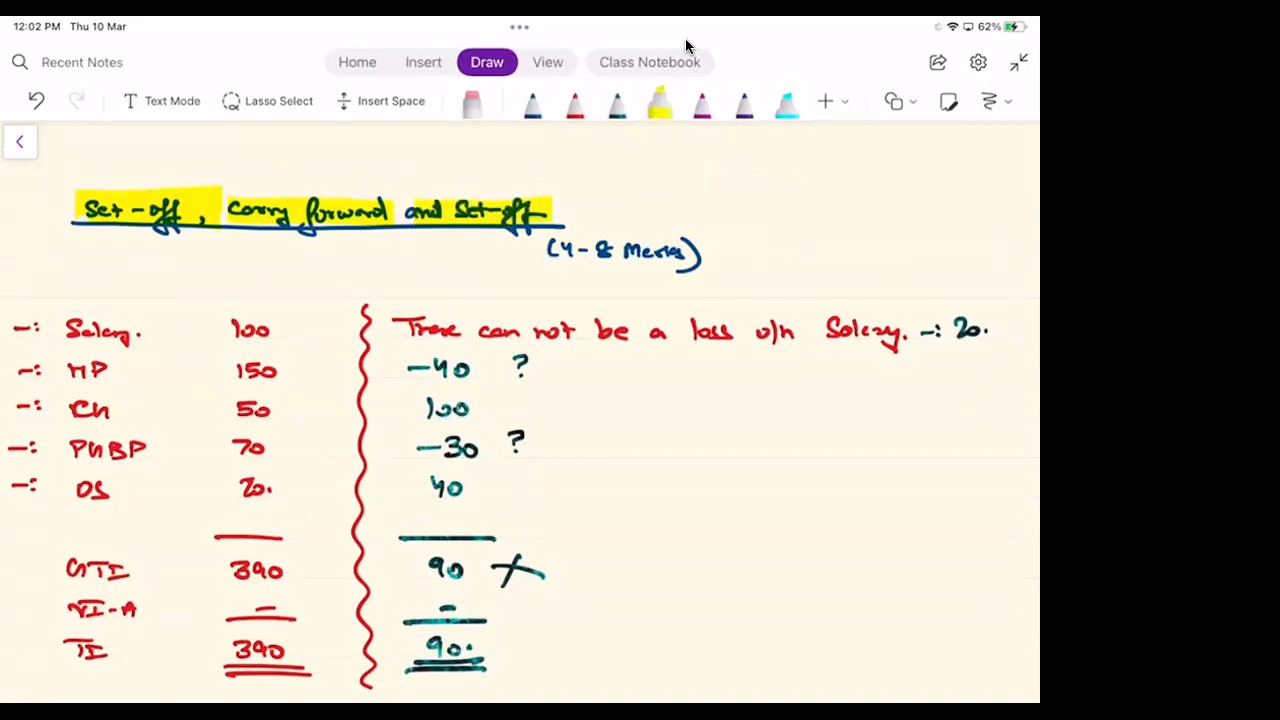 12:02 PM Thu 10 Mar ••• 62%
Recent Notes Home Insert Draw View Class Notebook
T Text Mode Lasso Select Insert Space
Set-off, carry forward and set-off
(4-8 Marks)
-: Salary. 100 There can not be a loss u/h Salary. -: 20.
-: HP 150 -40 ?
-: CG 50 100
-: PGBP 70 -30 ?
-: OS 20. 40
GTI 390 90 X
VI-A - -
TI 390 90.